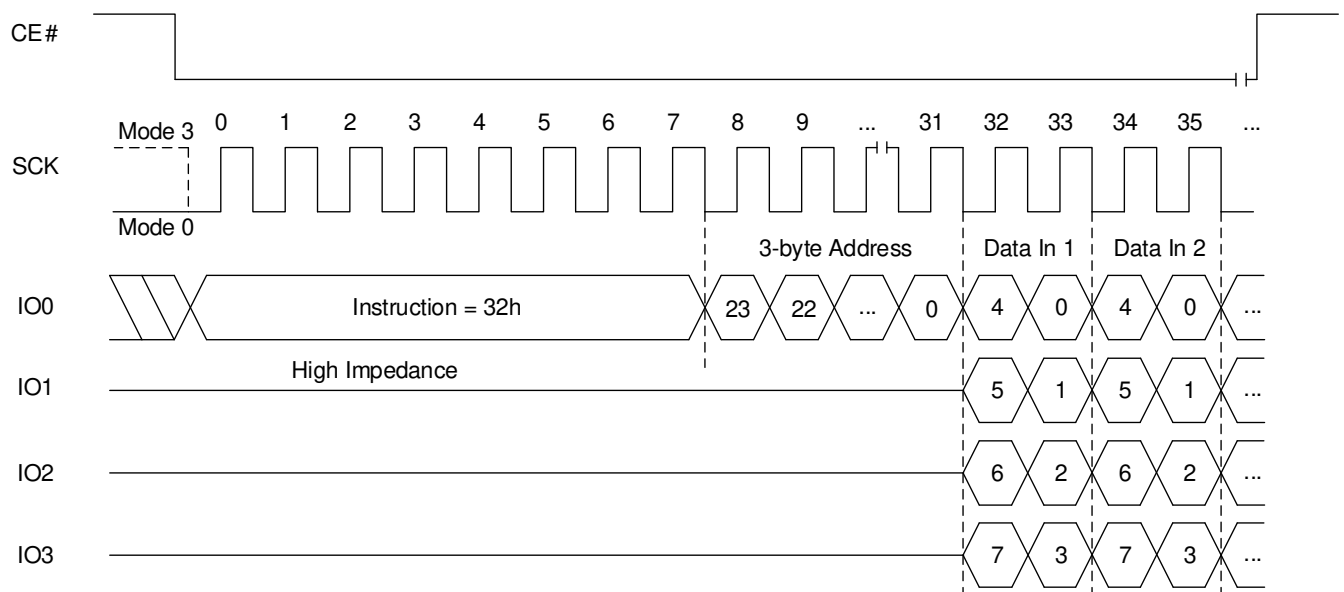 CE#
Mode 3 0 1 2 3 4 5 6 7 8 9 ... 31 32 33 34 35 ...
SCK
Mode 0
3-byte Address Data In 1 Data In 2
IO0 Instruction = 32h 23 22 ... 0 4 0 4 0 ...
High Impedance
IO1 5 1 5 1 ...
IO2 6 2 6 2 ...
IO3 7 3 7 3 ...